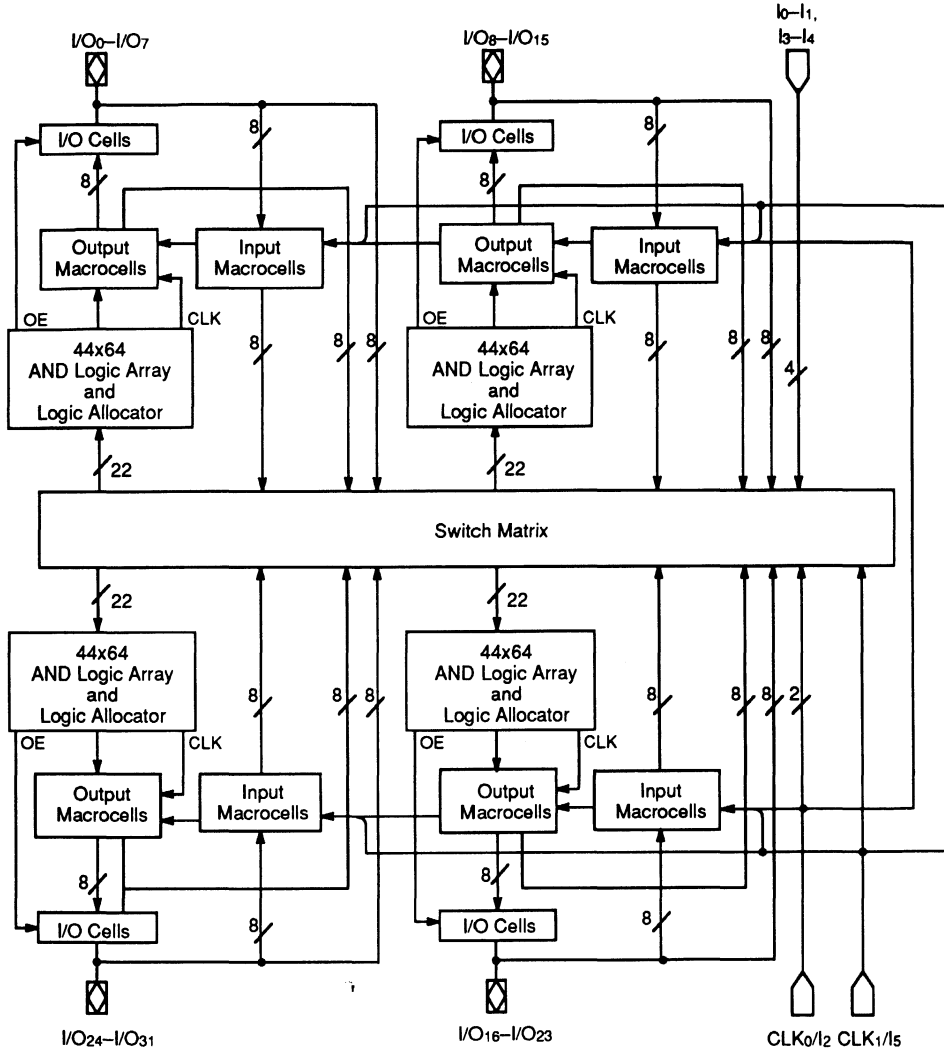 I/O0–I/O7
I/O8–I/O15
I0–I1,
I3–I4
8
8
I/O Cells
I/O Cells
8
8
Output
Macrocells
Input
Macrocells
Output
Macrocells
Input
Macrocells
OE
CLK
OE
CLK
8
8
8
8
8
8
44x64
AND Logic Array
and
Logic Allocator
44x64
AND Logic Array
and
Logic Allocator
4
22
22
Switch Matrix
22
22
44x64
AND Logic Array
and
Logic Allocator
44x64
AND Logic Array
and
Logic Allocator
8
8
8
8
8
8
2
OE
CLK
OE
CLK
Output
Macrocells
Input
Macrocells
Output
Macrocells
Input
Macrocells
8
8
I/O Cells
I/O Cells
8
8
I/O24–I/O31
I/O16–I/O23
CLK0/I2
CLK1/I5